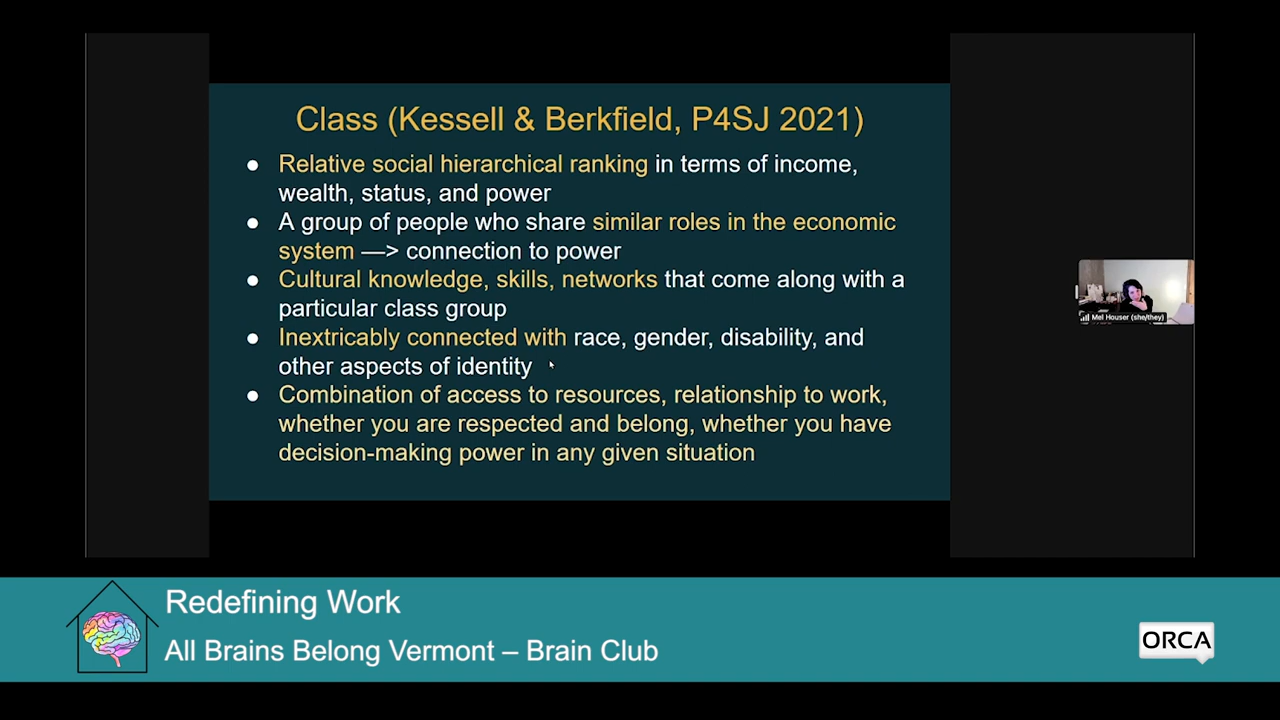 Class (Kessell & Berkfield, P4SJ 2021)
● Relative social hierarchical ranking in terms of income,
wealth, status, and power
● A group of people who share similar roles in the economic
system —> connection to power
● Cultural knowledge, skills, networks that come along with a
particular class group
● Inextricably connected with race, gender, disability, and
other aspects of identity
● Combination of access to resources, relationship to work,
whether you are respected and belong, whether you have
decision-making power in any given situation
Mel Houser (she/they)
Redefining Work
All Brains Belong Vermont – Brain Club
ORCA